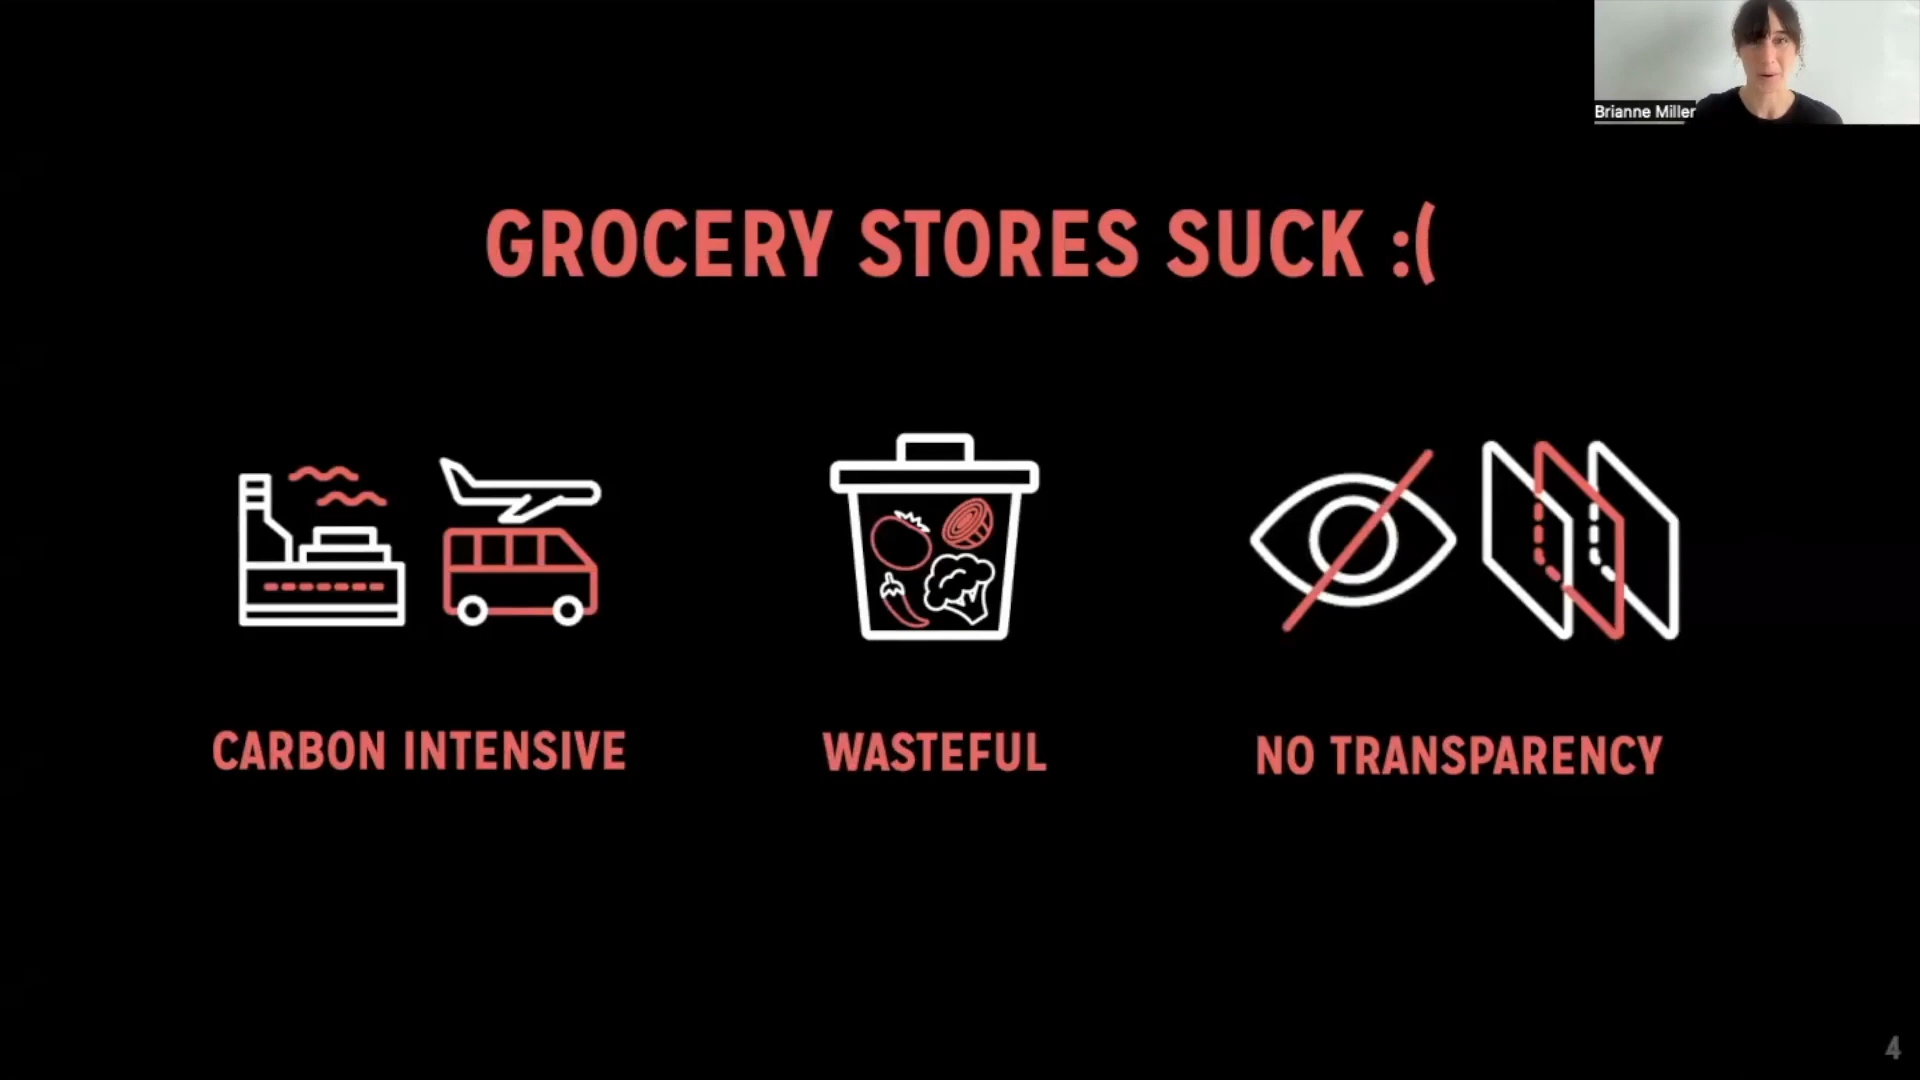 Brianne Miller
GROCERY STORES SUCK :(
CARBON INTENSIVE
WASTEFUL
NO TRANSPARENCY
4